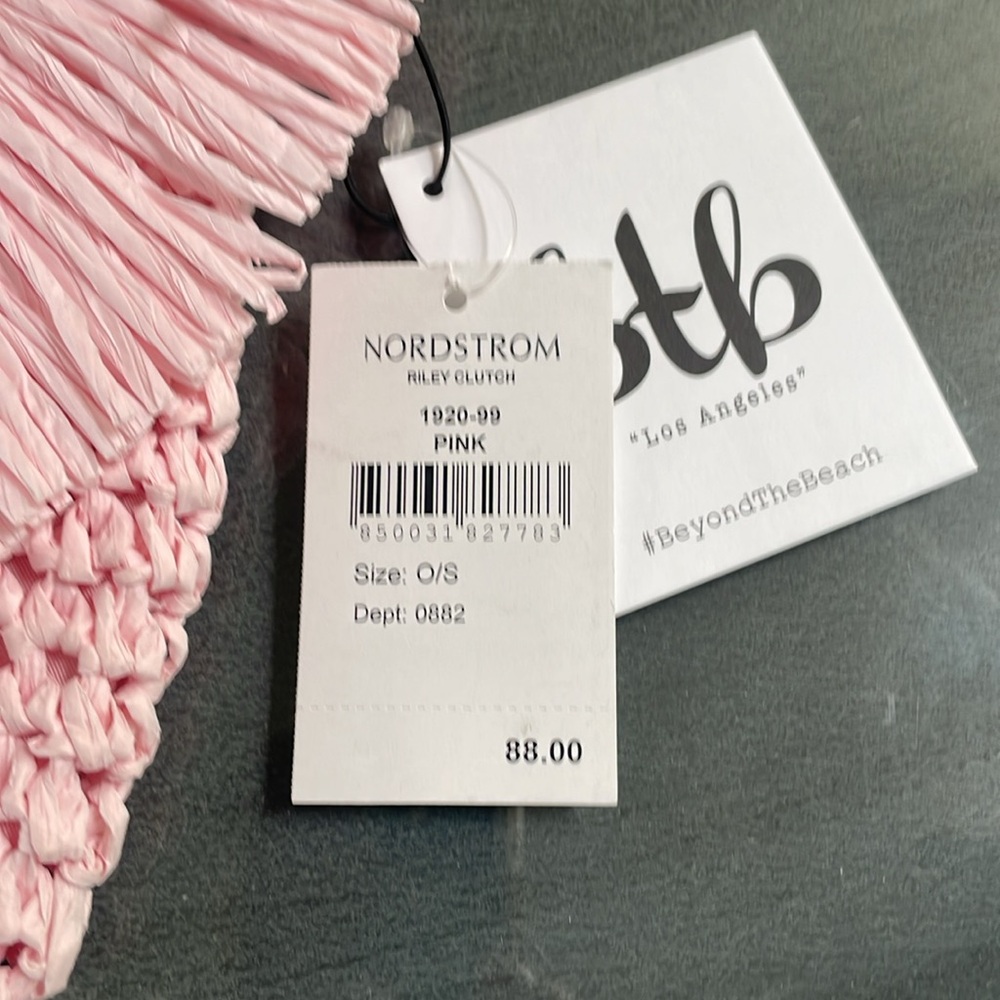 NORDSTROM
RILEY CLUTCH
1920-99
PINK
850031 827783
Size: O/S
Dept: 0882
88.00
btb
"Los Angeles"
#BeyondTheBeach